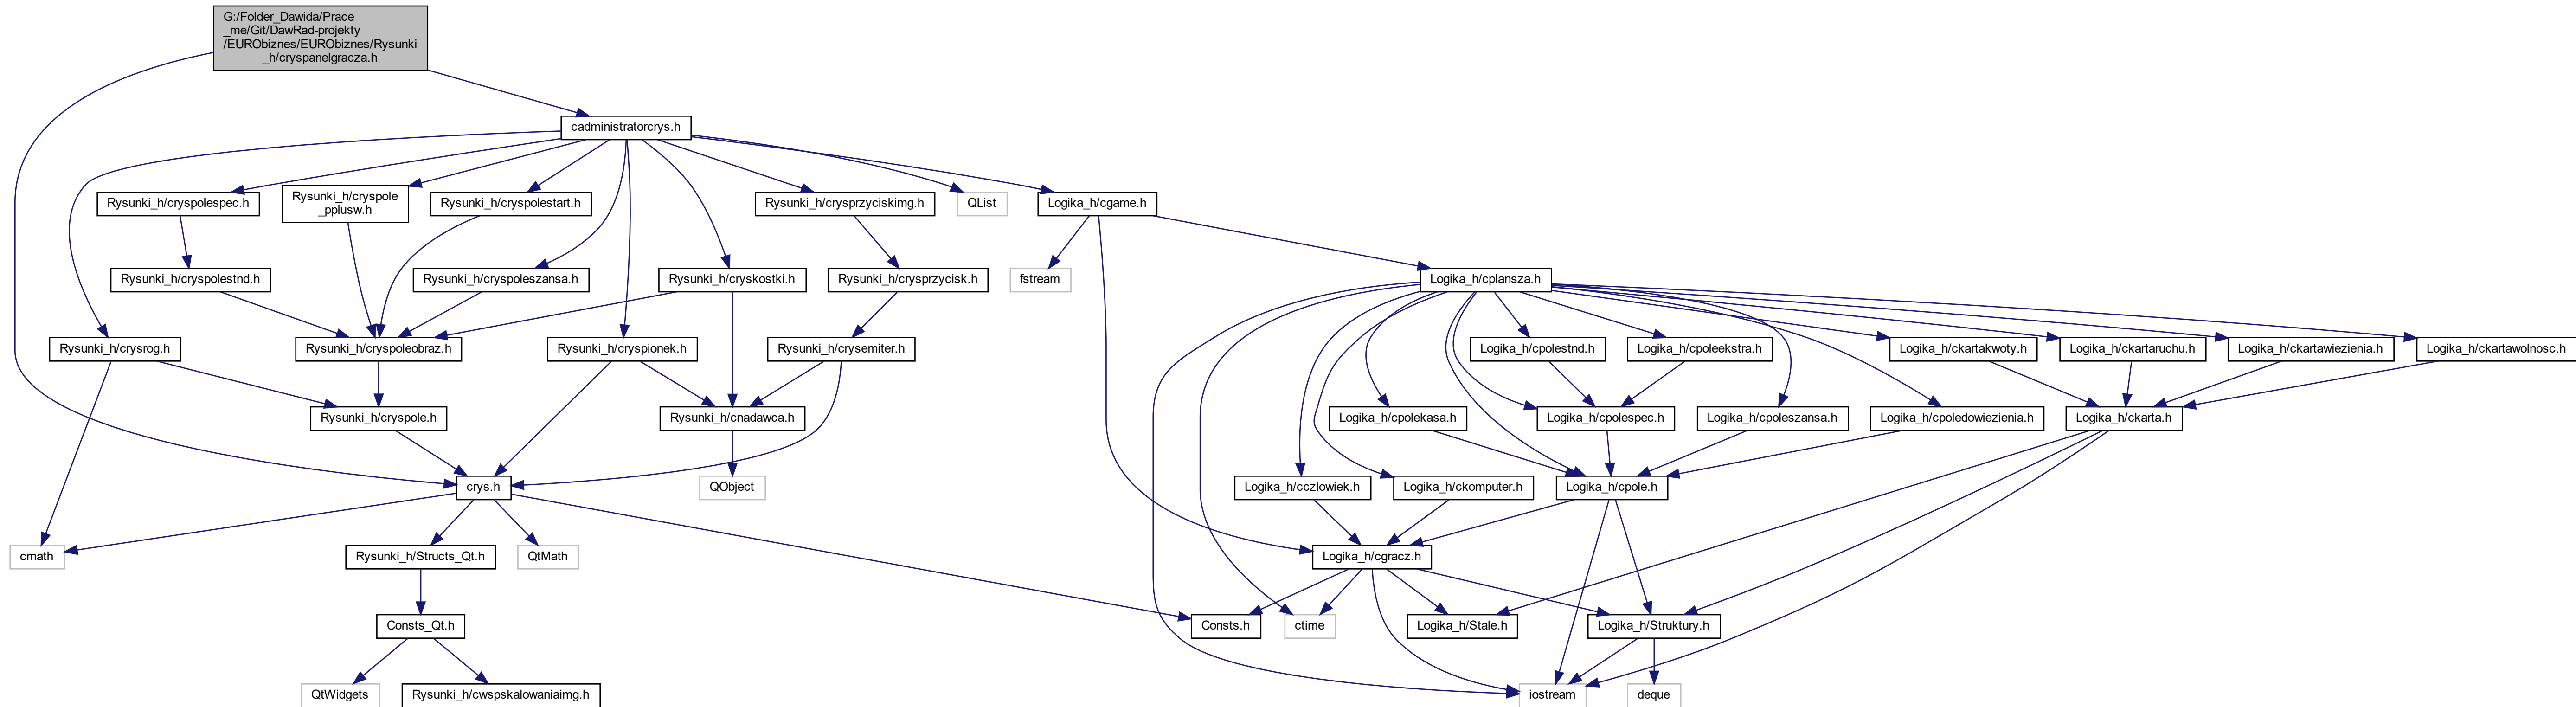 G:/Folder_Dawida/Prace
_me/Git/DawRad-projekty
/EURObiznes/EURObiznes/Rysunki
_h/cryspanelgracza.h
cadministratorcrys.h
Rysunki_h/cryspolespec.h
Rysunki_h/cryspole
_pplusw.h
Rysunki_h/cryspolestart.h
Rysunki_h/crysprzyciskimg.h
QList
Logika_h/cgame.h
Rysunki_h/cryspolestnd.h
Rysunki_h/cryspoleszansa.h
Rysunki_h/cryskostki.h
Rysunki_h/crysprzycisk.h
fstream
Logika_h/cplansza.h
Rysunki_h/crysrog.h
Rysunki_h/cryspoleobraz.h
Rysunki_h/cryspionek.h
Rysunki_h/crysemiter.h
Logika_h/cpolestnd.h
Logika_h/cpoleekstra.h
Logika_h/ckartakwoty.h
Logika_h/ckartaruchu.h
Logika_h/ckartawiezienia.h
Logika_h/ckartawolnosc.h
Rysunki_h/cryspole.h
Rysunki_h/cnadawca.h
Logika_h/cpolekasa.h
Logika_h/cpolespec.h
Logika_h/cpoleszansa.h
Logika_h/cpoledowiezienia.h
Logika_h/ckarta.h
crys.h
QObject
Logika_h/cczlowiek.h
Logika_h/ckomputer.h
Logika_h/cpole.h
cmath
Rysunki_h/Structs_Qt.h
QtMath
Logika_h/cgracz.h
Consts_Qt.h
Consts.h
ctime
Logika_h/Stale.h
Logika_h/Struktury.h
QtWidgets
Rysunki_h/cwspskalowaniaimg.h
iostream
deque